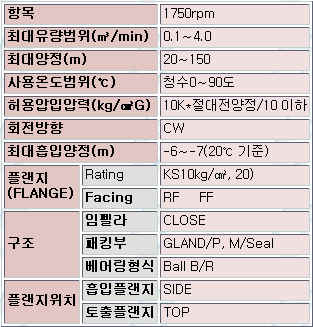 항목 1750rpm
최대유량범위(㎥/min) 0.1~4.0
최대양정(m) 20~150
사용온도범위(℃) 청수0~90도
허용압입압력(kg/㎠G) 10K*절대전양정/10 이하
회전방향 CW
최대흡입양정(m) -6~-7(20℃ 기준)
플랜지 (FLANGE) Rating KS10kg/㎠, 20)
Facing RF FF
구조 임펠라 CLOSE
패킹부 GLAND/P, M/Seal
베어링형식 Ball B/R
플랜지위치 흡입플랜지 SIDE
토출플랜지 TOP